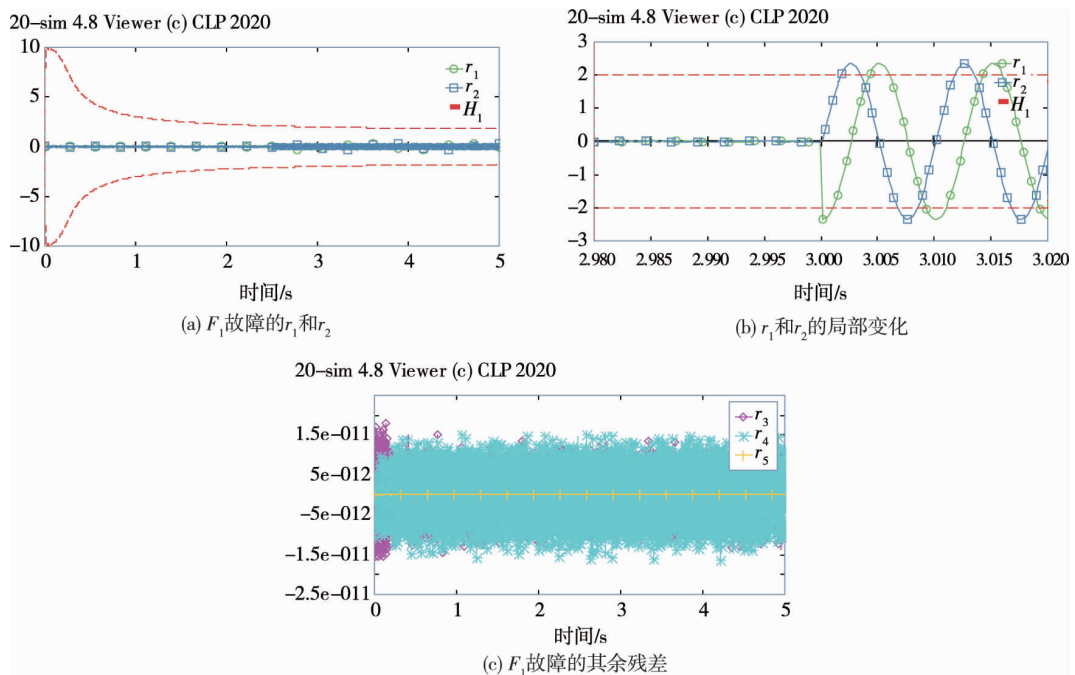 20-sim 4.8 Viewer (c) CLP 2020
10
5
0
-5
-10
r₁
r₂
H₁
0 1 2 3 4 5
时间/s
(a) F₁故障的r₁和r₂
20-sim 4.8 Viewer (c) CLP 2020
3
2
1
0
-1
-2
-3
r₁
r₂
H₁
2.980 2.985 2.990 2.995 3.000 3.005 3.010 3.015 3.020
时间/s
(b) r₁和r₂的局部变化
20-sim 4.8 Viewer (c) CLP 2020
1.5e-011
5e-012
-5e-012
-1.5e-011
-2.5e-011
r₃
r₄
r₅
0 1 2 3 4 5
时间/s
(c) F₁故障的其余残差